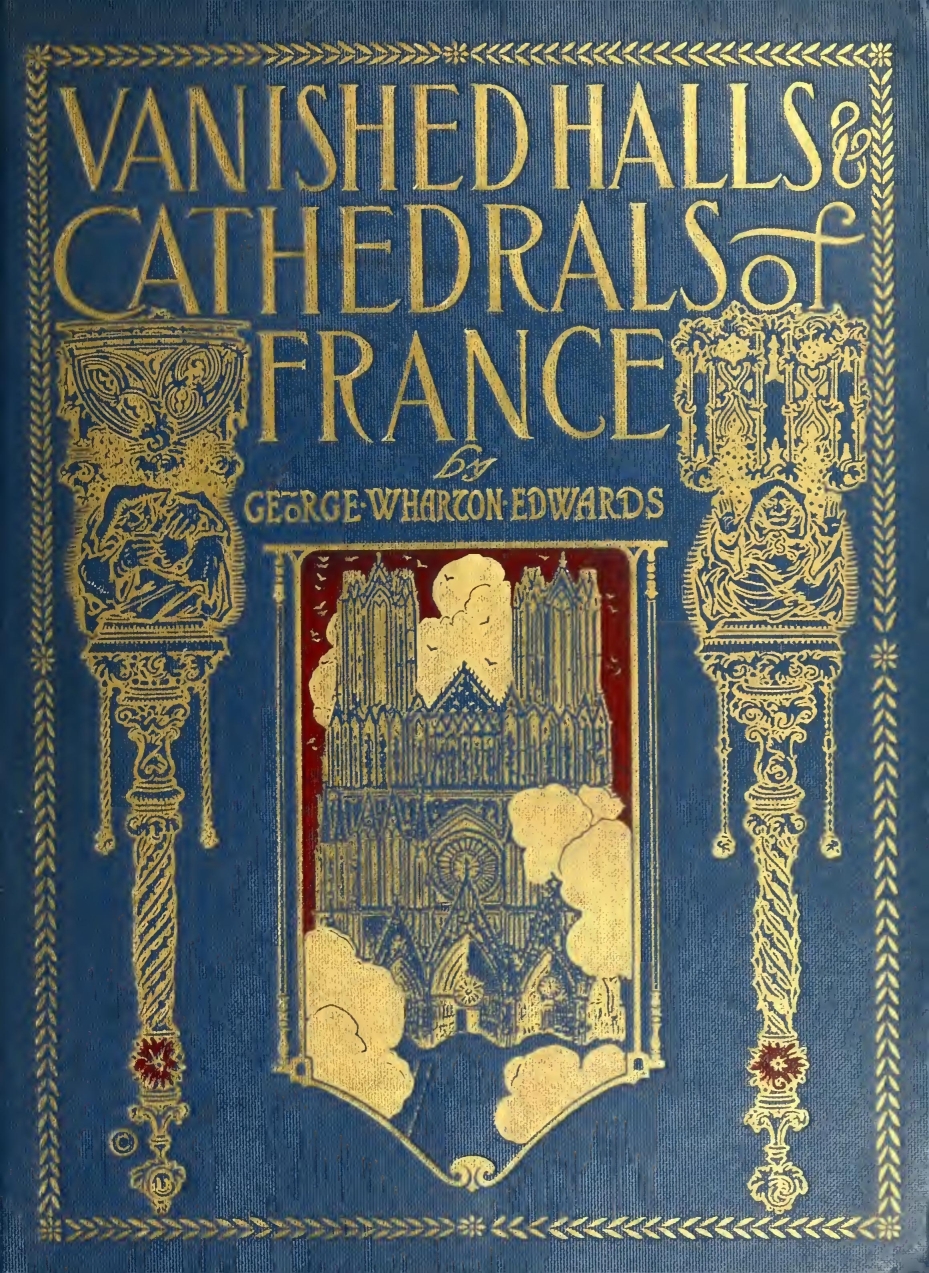 VANISHED HALLS &
CATHEDRALS of
FRANCE
by
GEORGE·WHARTON·EDWARDS
©